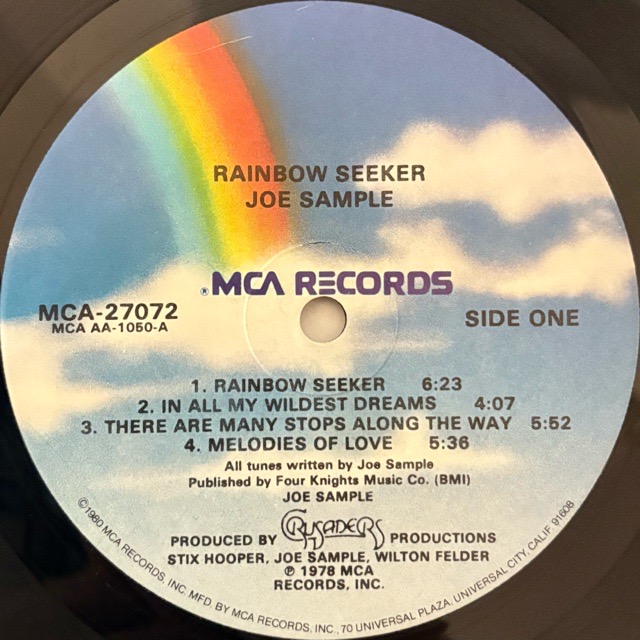 RAINBOW SEEKER
JOE SAMPLE
® MCA RECORDS
MCA-27072
MCA AA-1050-A
SIDE ONE
1. RAINBOW SEEKER 6:23
2. IN ALL MY WILDEST DREAMS 4:07
3. THERE ARE MANY STOPS ALONG THE WAY 5:52
4. MELODIES OF LOVE 5:36
All tunes written by Joe Sample
Published by Four Knights Music Co. (BMI)
JOE SAMPLE
PRODUCED BY CRUSADERS PRODUCTIONS
STIX HOOPER, JOE SAMPLE, WILTON FELDER
℗ 1978 MCA
RECORDS, INC.
©1980 MCA RECORDS, INC. MFD. BY MCA RECORDS, INC., 70 UNIVERSAL PLAZA, UNIVERSAL CITY, CALIF. 91608